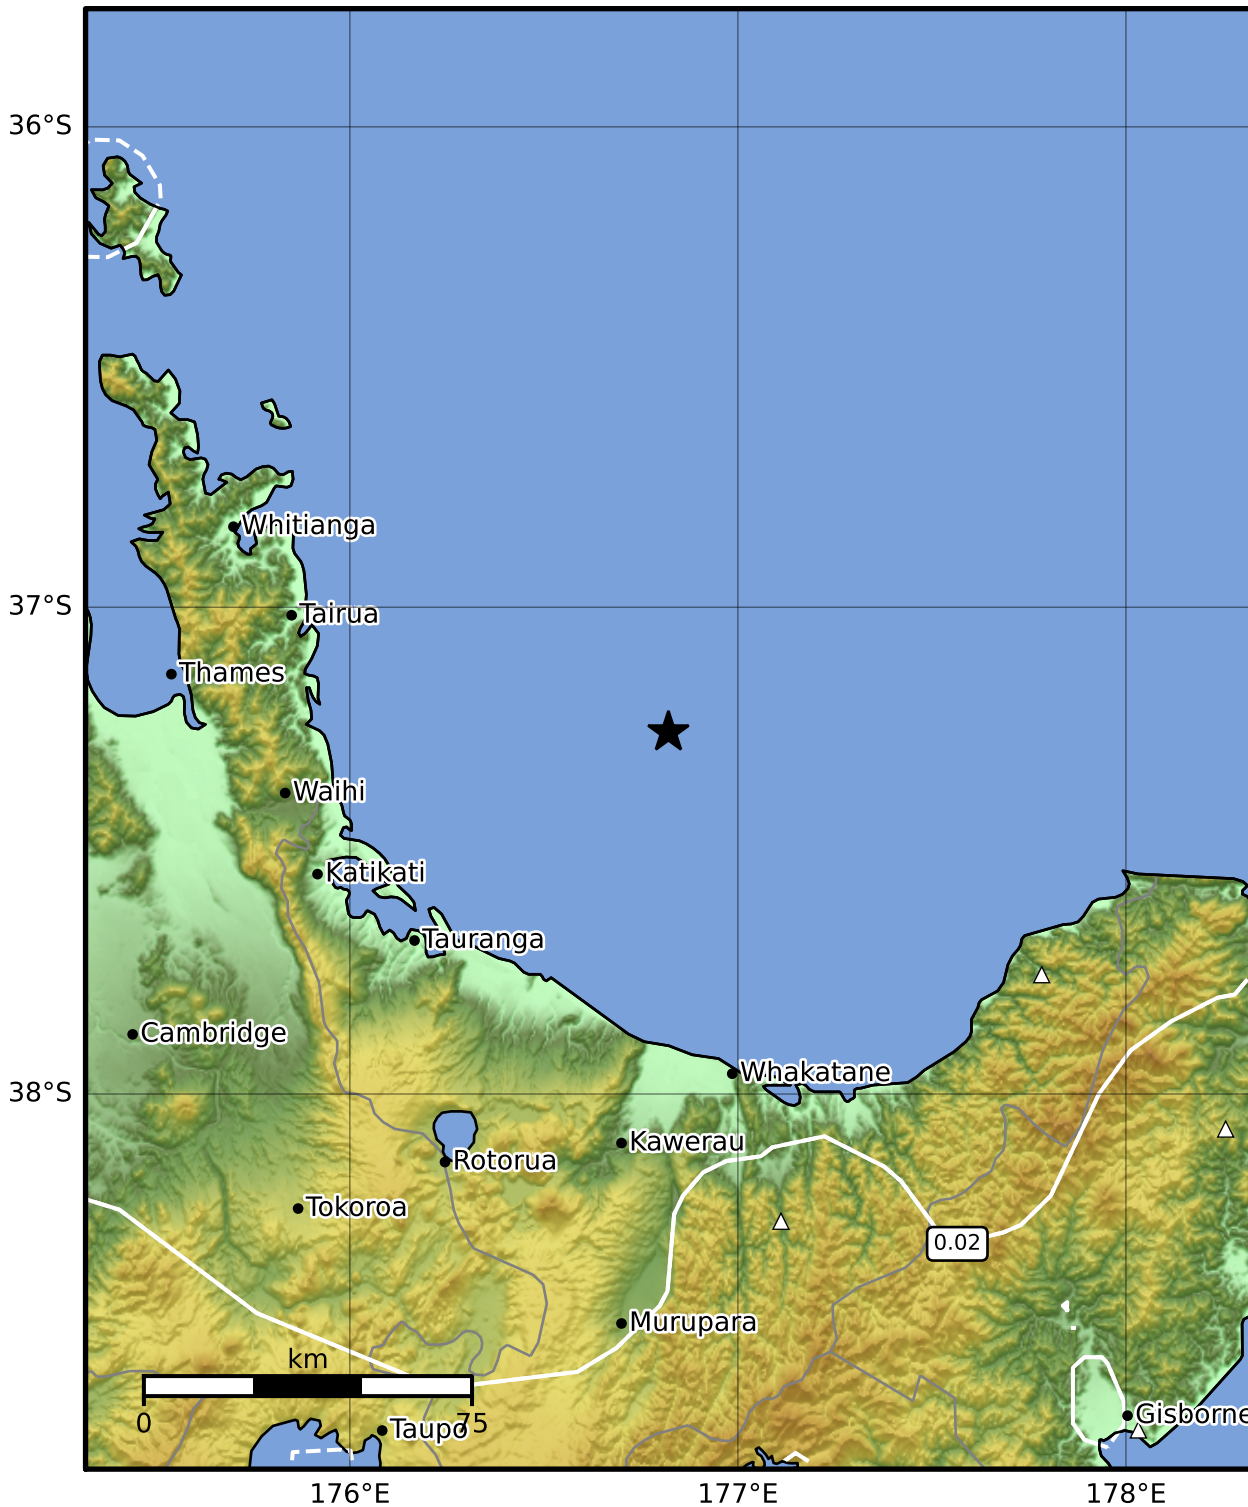 36°S
Whitianga
37°S
Tairua
Thames
Waihi
Katikati
Tauranga
Cambridge
Whakatane
38°S
Kawerau
Rotorua
Tokoroa
0.02
Murupara
km
0
75
Taupo
Gisborne
176°E
177°E
178°E